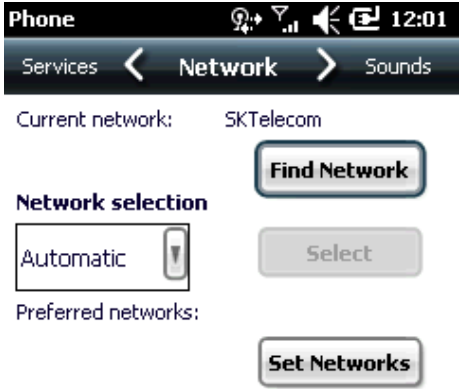 Phone 12:01
Services Network Sounds
Current network: SKTelecom
Find Network
Network selection
Automatic
Select
Preferred networks:
Set Networks